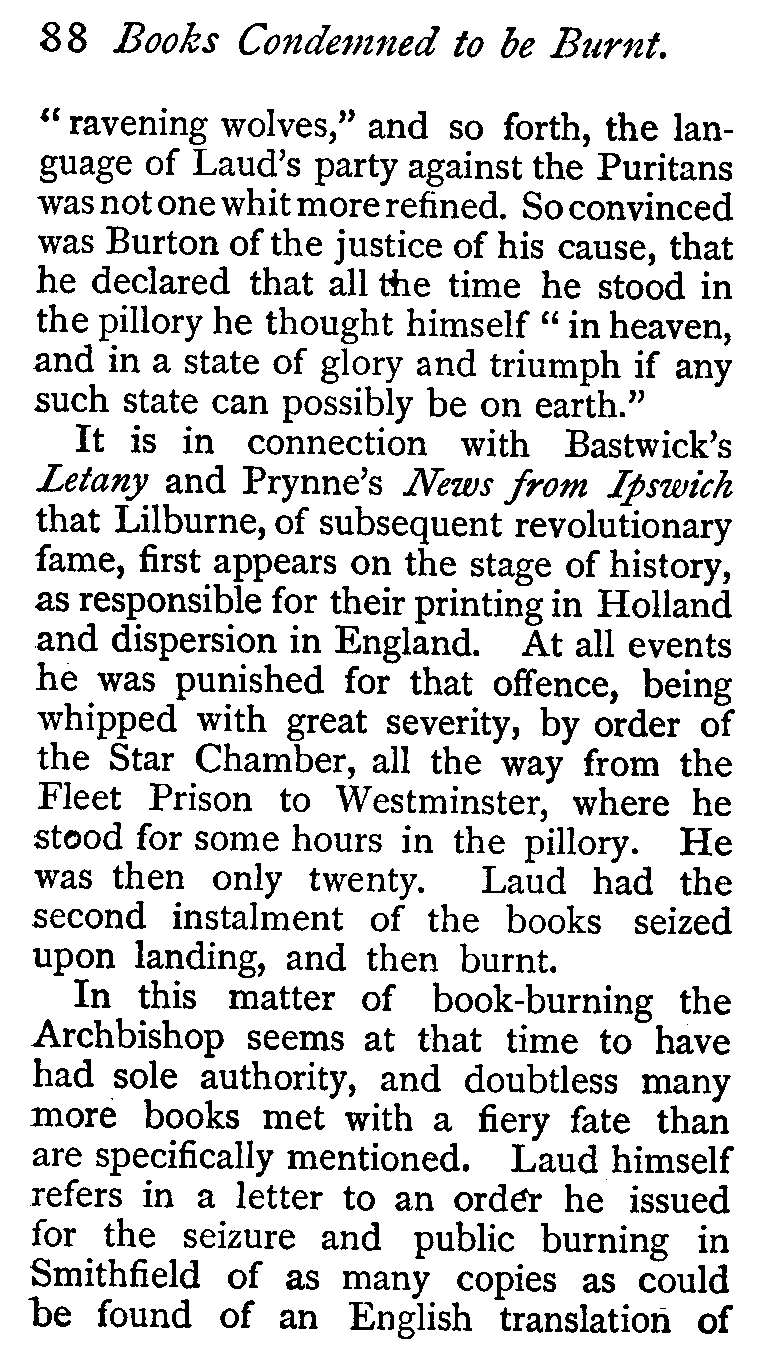 88 Books Condemned to be Burnt.
“ ravening wolves,” and so forth, the lan-
guage of Laud’s party against the Puritans
was not one whit more refined. So convinced
was Burton of the justice of his cause, that
he declared that all the time he stood in
the pillory he thought himself “ in heaven,
and in a state of glory and triumph if any
such state can possibly be on earth.”
It is in connection with Bastwick’s
Letany and Prynne’s News from Ipswich
that Lilburne, of subsequent revolutionary
fame, first appears on the stage of history,
as responsible for their printing in Holland
and dispersion in England. At all events
he was punished for that offence, being
whipped with great severity, by order of
the Star Chamber, all the way from the
Fleet Prison to Westminster, where he
stood for some hours in the pillory. He
was then only twenty. Laud had the
second instalment of the books seized
upon landing, and then burnt.
In this matter of book-burning the
Archbishop seems at that time to have
had sole authority, and doubtless many
more books met with a fiery fate than
are specifically mentioned. Laud himself
refers in a letter to an order he issued
for the seizure and public burning in
Smithfield of as many copies as could
be found of an English translation of